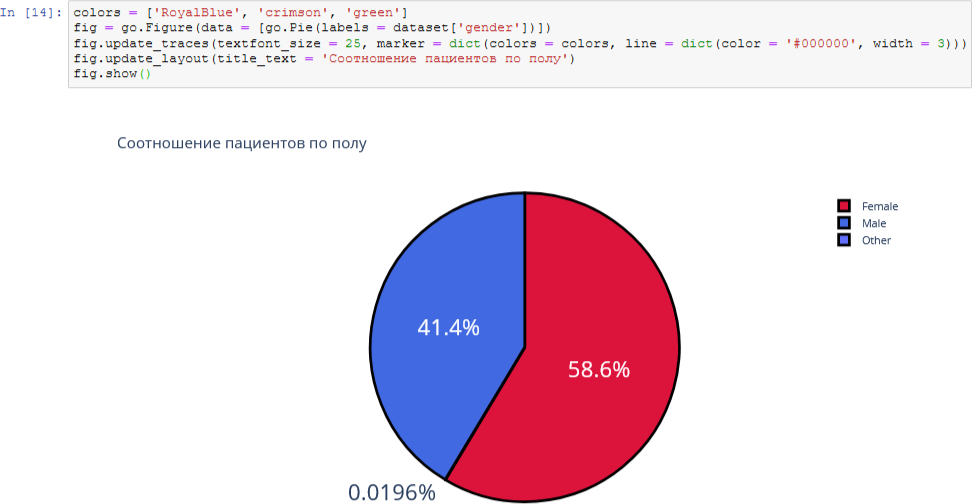 In [14]: colors = ['RoyalBlue', 'crimson', 'green']
fig = go.Figure(data = [go.Pie(labels = dataset['gender'])])
fig.update_traces(textfont_size = 25, marker = dict(colors = colors, line = dict(color = '#000000', width = 3)))
fig.update_layout(title_text = 'Соотношение пациентов по полу')
fig.show()
Соотношение пациентов по полу
Female
Male
Other
41.4%
58.6%
0.0196%